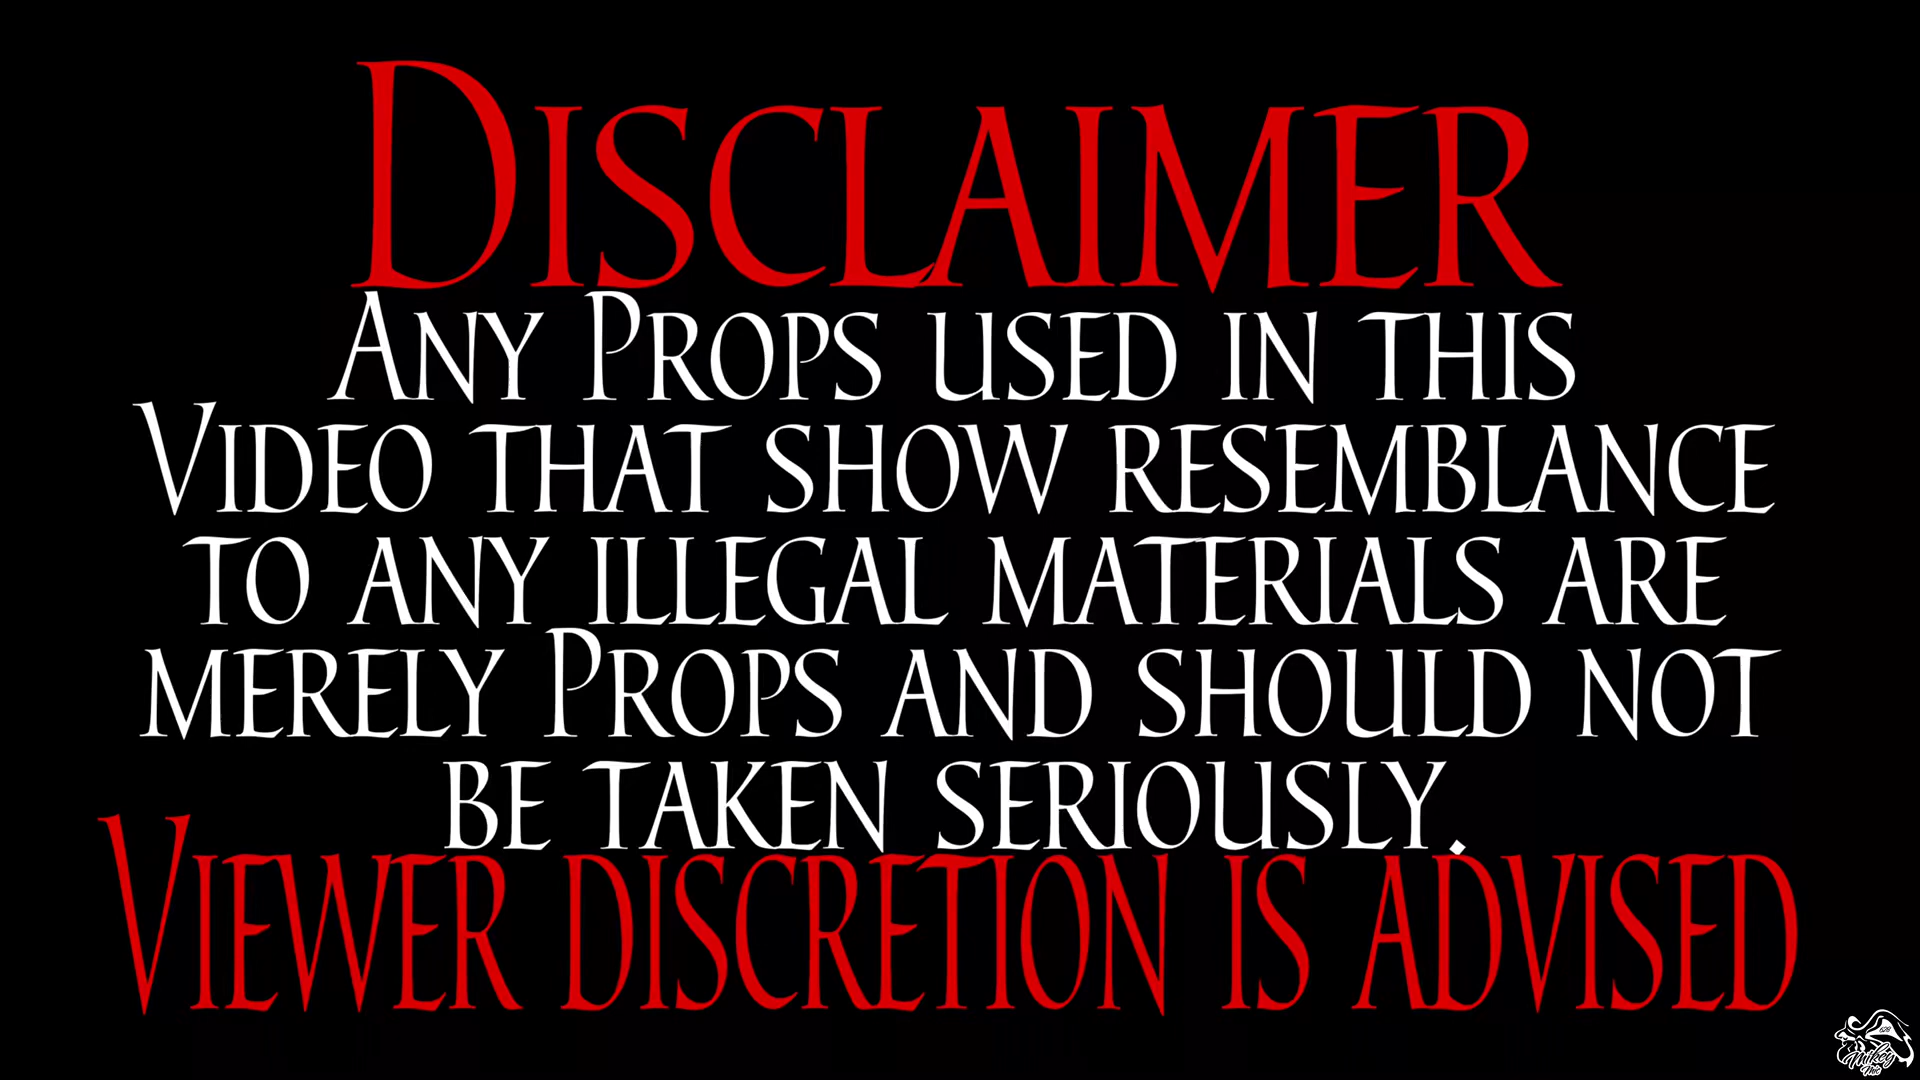 Disclaimer
Any Props used in this
Video that show resemblance
to any illegal materials are
merely Props and should not
be taken seriously.
Viewer discretion is advised
Mikey